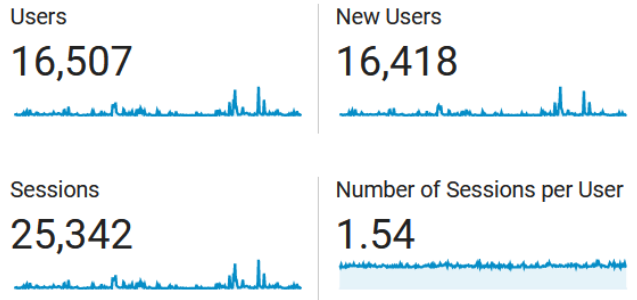 Users
16,507
New Users
16,418
Sessions
25,342
Number of Sessions per User
1.54